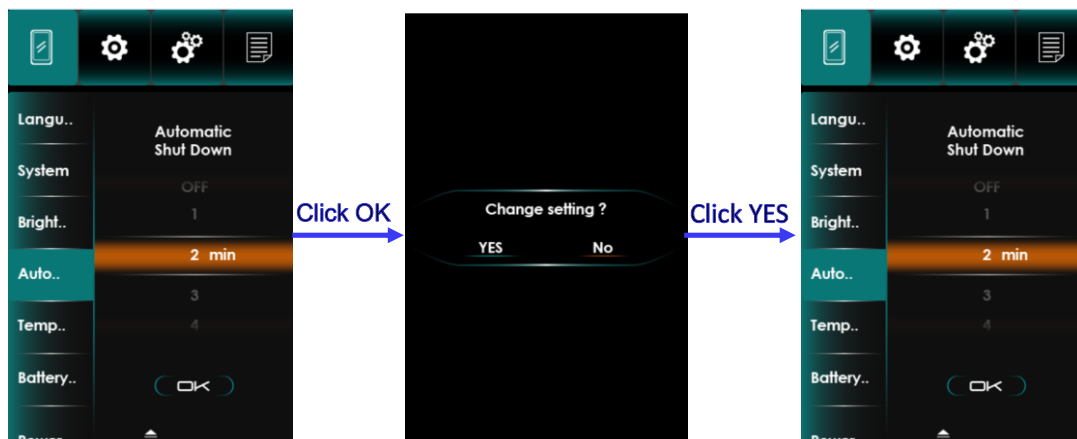 Langu..
System
Bright..
Auto..
Temp..
Battery..
Power
Automatic
Shut Down
OFF
1
2 min
3
4
OK
Click OK
Change setting ?
YES No
Click YES
Langu..
System
Bright..
Auto..
Temp..
Battery..
Power
Automatic
Shut Down
OFF
1
2 min
3
4
OK